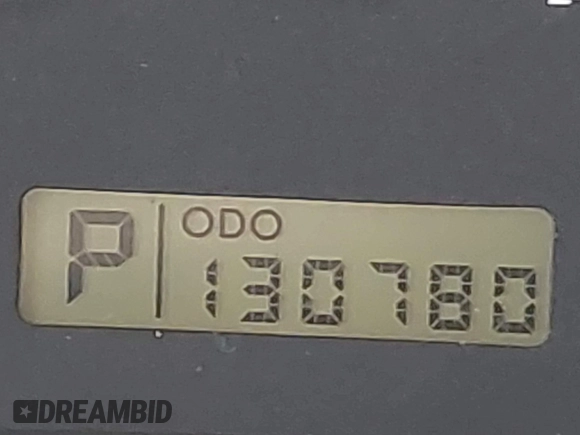 P
ODO
130780
DREAMBID